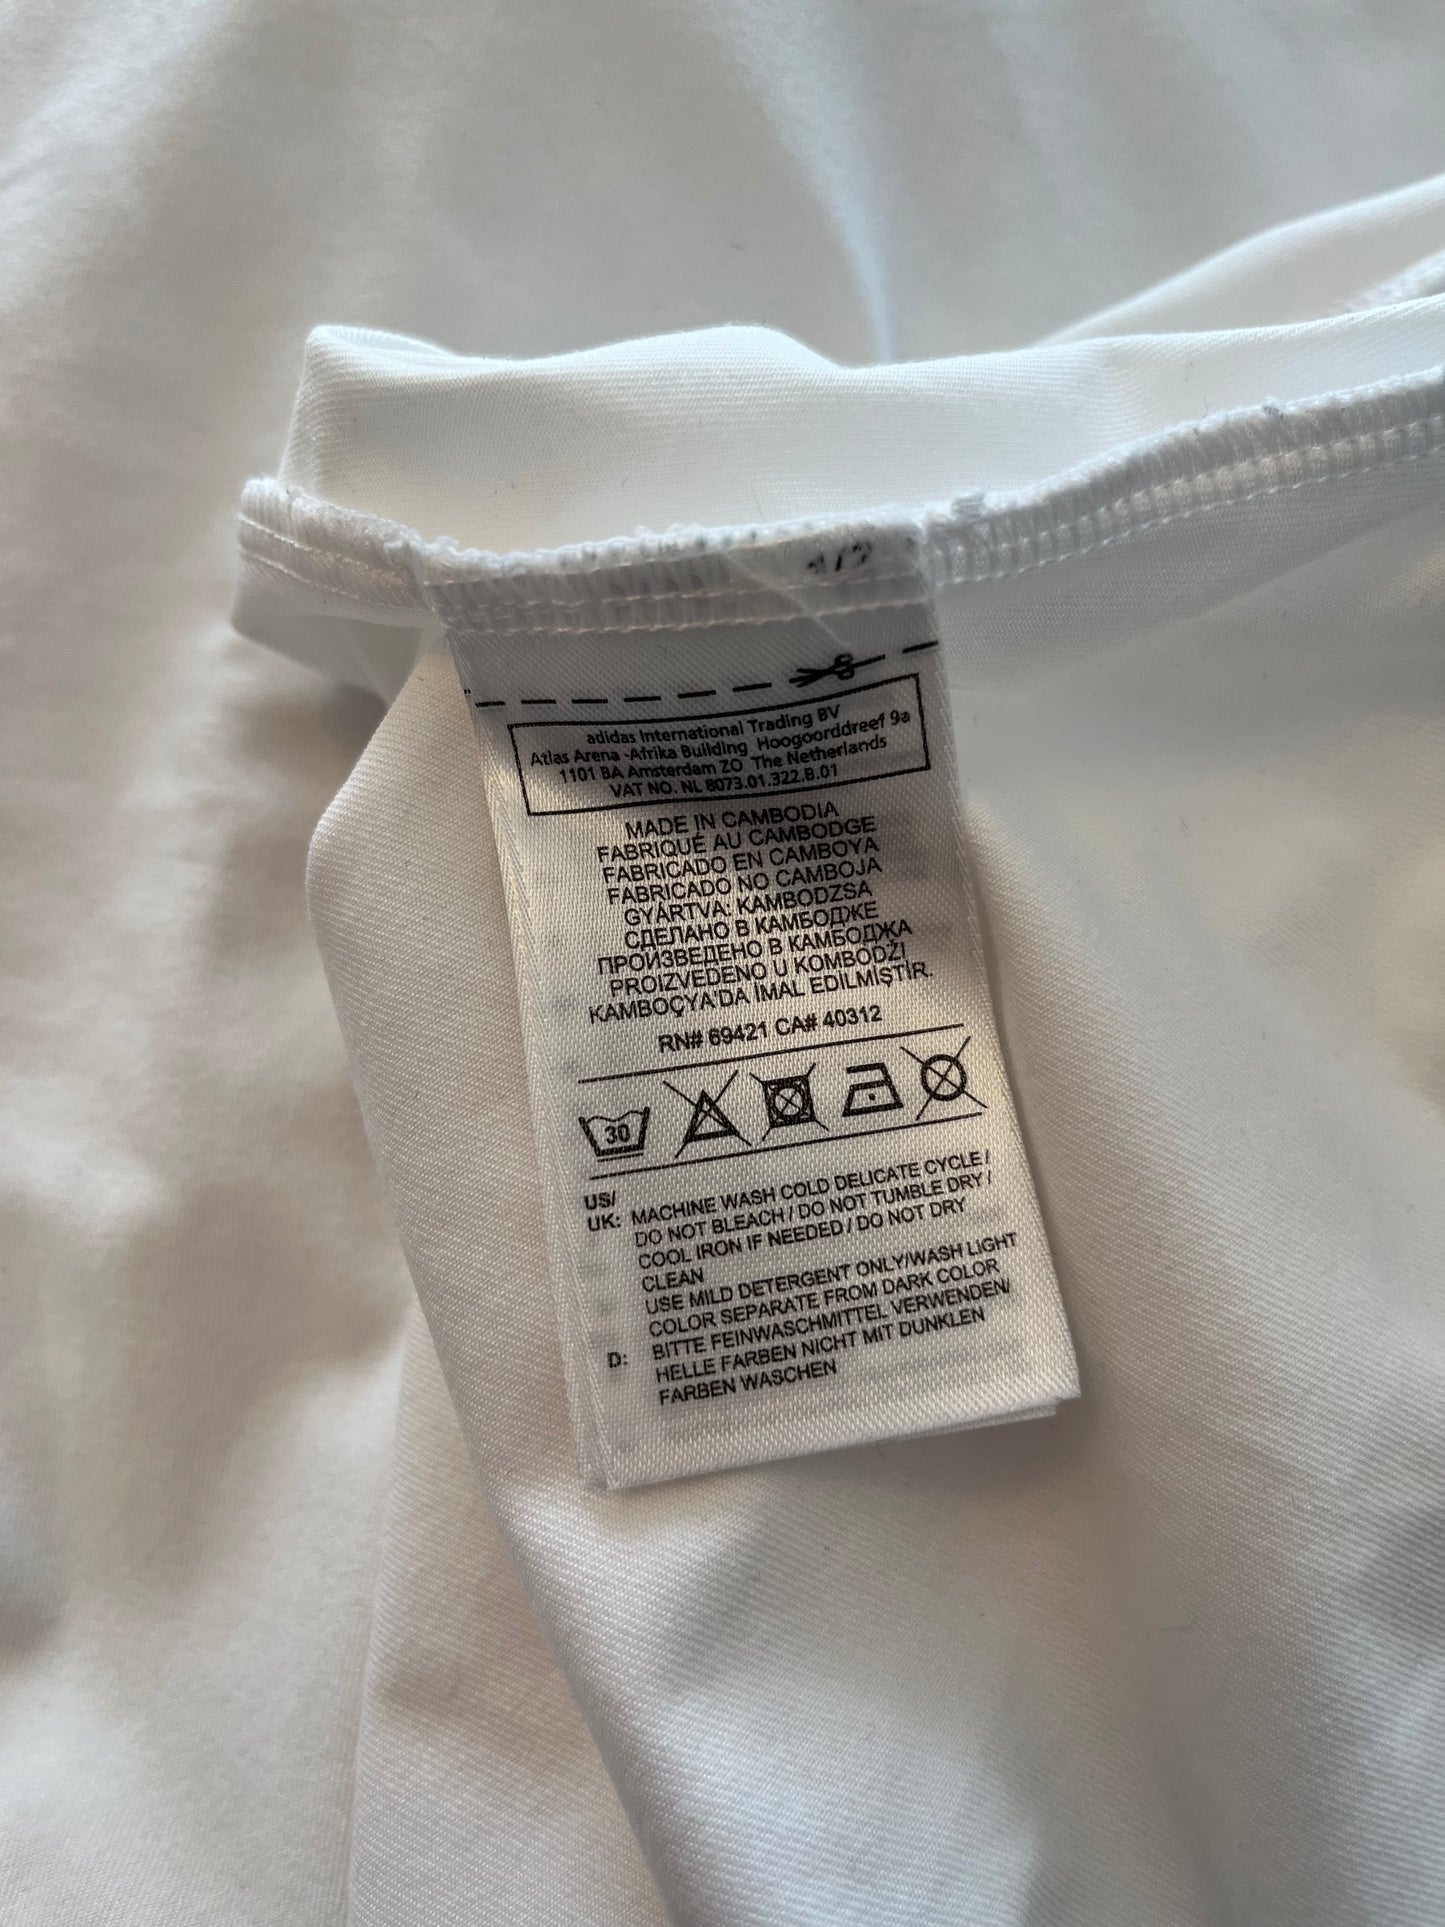 1/2
adidas International Trading BV
Atlas Arena -Afrika Building Hoogoorddreef 9a
1101 BA Amsterdam ZO The Netherlands
VAT NO. NL 8073.01.322.B.01
MADE IN CAMBODIA
FABRIQUÉ AU CAMBODGE
FABRICADO EN CAMBOYA
FABRICADO NO CAMBOJA
GYÁRTVA: KAMBODZSA
СДЕЛАНО В КАМБОДЖЕ
ПРОИЗВЕДЕНО В КАМБОДЖА
PROIZVEDENO U KOMBODŽI
KAMBOÇYA'DA İMAL EDİLMİŞTİR.
RN# 69421 CA# 40312
30
US/
UK: MACHINE WASH COLD DELICATE CYCLE /
DO NOT BLEACH / DO NOT TUMBLE DRY /
COOL IRON IF NEEDED / DO NOT DRY
CLEAN
USE MILD DETERGENT ONLY/WASH LIGHT
COLOR SEPARATE FROM DARK COLOR
D: BITTE FEINWASCHMITTEL VERWENDEN/
HELLE FARBEN NICHT MIT DUNKLEN
FARBEN WASCHEN